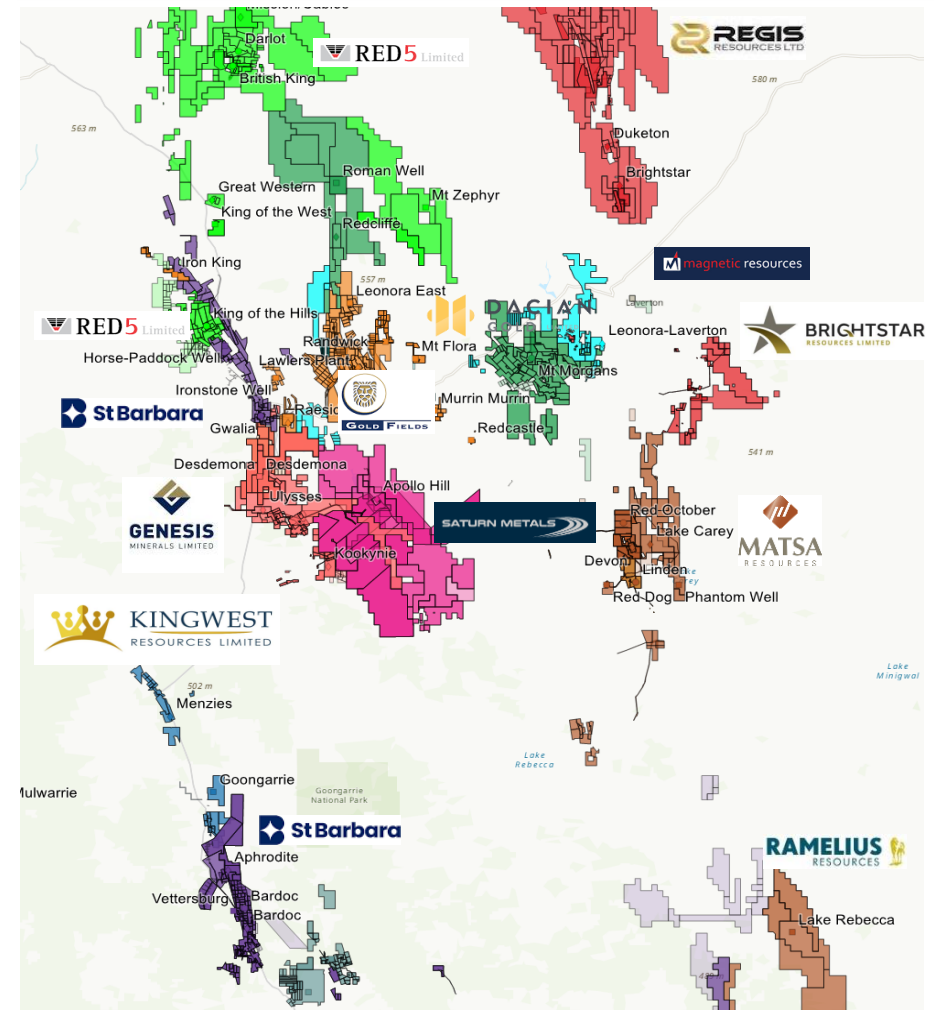 Darlot
RED5 Limited
REGIS
RESOURCES LTD
British King
580 m
563 m
Duketon
Roman Well
Brightstar
Great Western
Mt Zephyr
King of the West
Redcliffe
Iron King
magnetic resources
557 m
Leonora East
DACIAN
GOLD
Laverton
RED5 Limited
King of the Hills
Leonora-Laverton
BRIGHTSTAR
RESOURCES LIMITED
Randwick
Mt Flora
Horse-Paddock Well
Lawlers Plant
Mt Morgans
Ironstone Well
Murrin Murrin
St Barbara
Raeside
GOLD FIELDS
Gwalia
Redcastle
541 m
Desdemona
Desdemona
Apollo Hill
Ulysses
GENESIS
MINERALS LIMITED
SATURN METALS
Red October
Lake Carey
MATSA
RESOURCES
Kookynie
Devon
Linden
Red Dog
Phantom Well
KINGWEST
RESOURCES LIMITED
Lake
Minigwal
502 m
Menzies
Lake
Rebecca
Goongarrie
Mulwarrie
Goongarrie
National Park
St Barbara
Aphrodite
RAMELIUS
RESOURCES
Vettersburg
Bardoc
Bardoc
Lake Rebecca